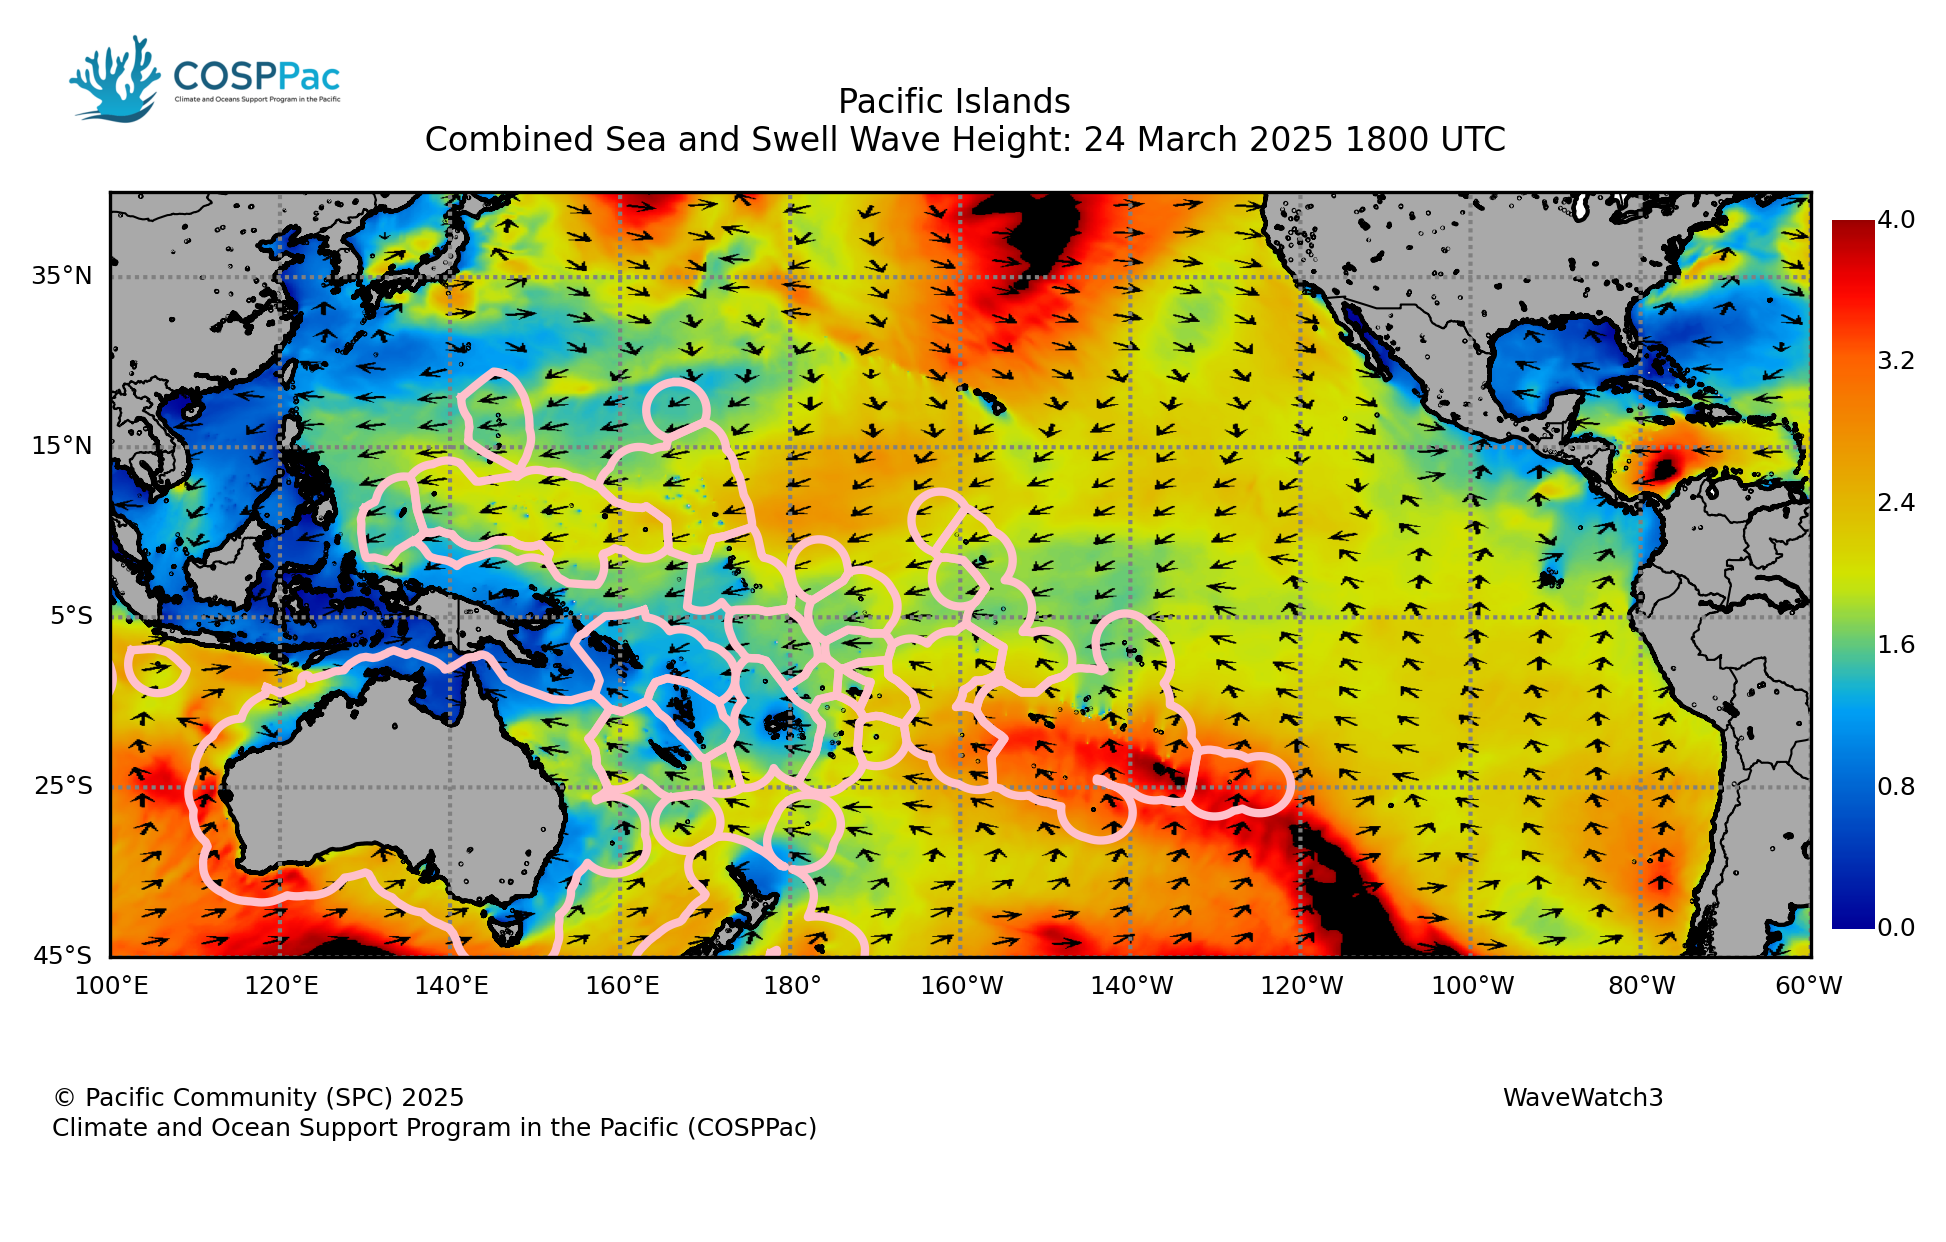 COSPPac
Climate and Oceans Support Program in the Pacific
Pacific Islands
Combined Sea and Swell Wave Height: 24 March 2025 1800 UTC
35°N
15°N
5°S
25°S
45°S
100°E 120°E 140°E 160°E 180° 160°W 140°W 120°W 100°W 80°W 60°W
4.0
3.2
2.4
1.6
0.8
0.0
© Pacific Community (SPC) 2025
Climate and Ocean Support Program in the Pacific (COSPPac)
WaveWatch3